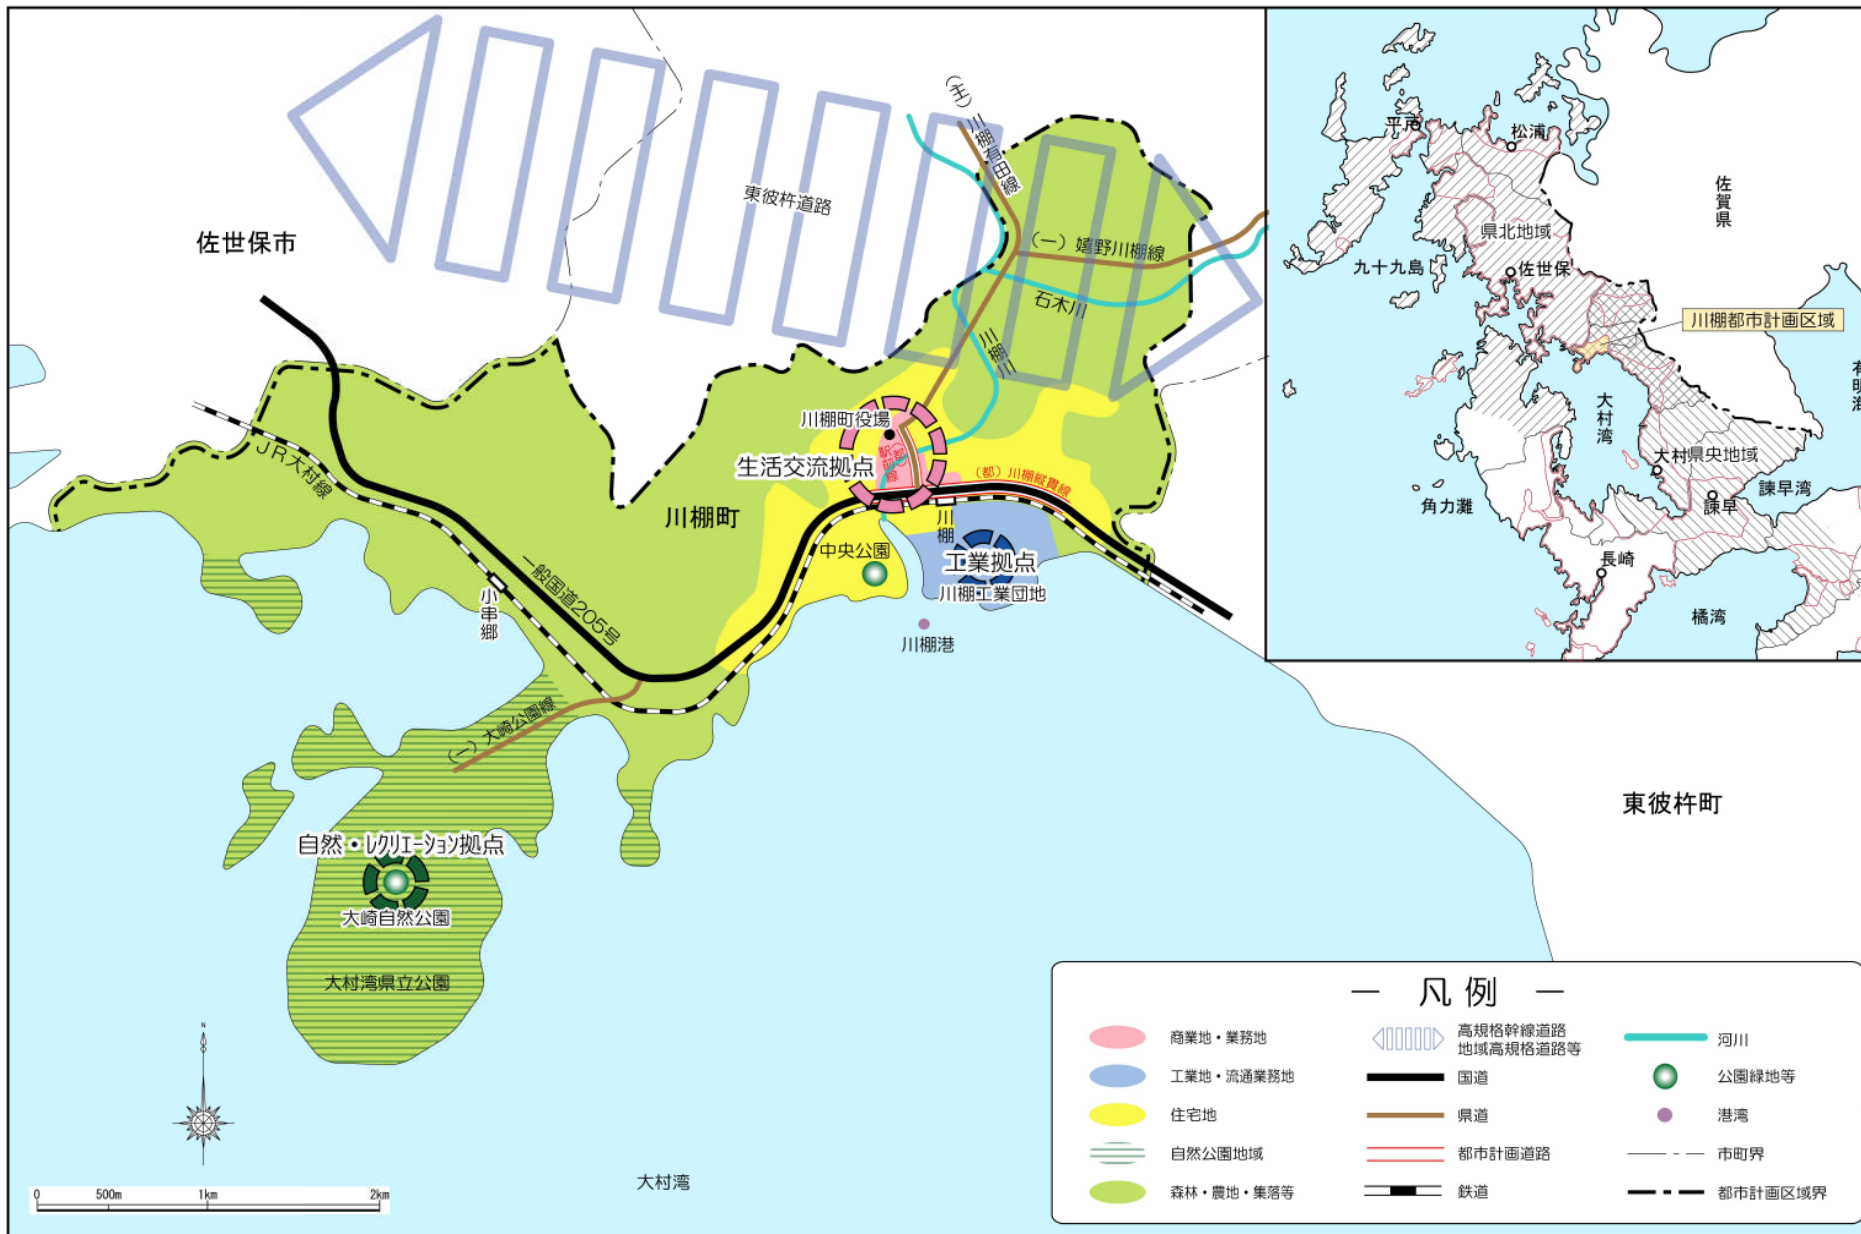 佐世保市
東彼杵道路
(主)川棚有田線
(一)嬉野川棚線
石木川
川棚川
川棚町役場
生活交流拠点
(都)駅前線
(都)川棚縦貫線
川棚町
川棚
中央公園
工業拠点
川棚工業団地
川棚港
JR大村線
一般国道205号
小串郷
(一)大崎公園線
自然・レクリエーション拠点
大崎自然公園
大村湾県立公園
大村湾
東彼杵町
N
0 500m 1km 2km
平戸
松浦
佐賀県
県北地域
九十九島
佐世保
川棚都市計画区域
有明海
大村湾
大村
県央地域
諫早湾
諫早
角力灘
長崎
橘湾
― 凡例 ―
商業地・業務地
工業地・流通業務地
住宅地
自然公園地域
森林・農地・集落等
高規格幹線道路
地域高規格道路等
国道
県道
都市計画道路
鉄道
河川
公園緑地等
港湾
市町界
都市計画区域界